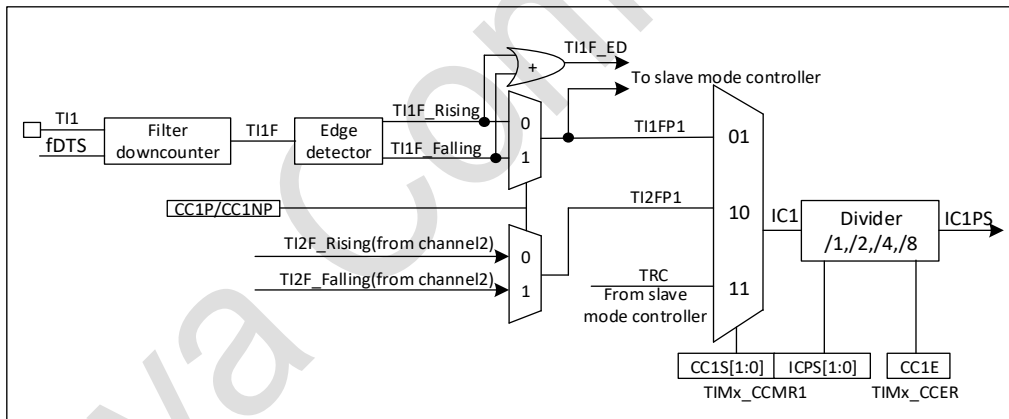 TI1F_ED
+
To slave mode controller
TI1
fDTS
Filter
downcounter
TI1F
Edge
detector
TI1F_Rising
TI1F_Falling
0
1
TI1FP1
01
CC1P/CC1NP
TI2FP1
10
IC1
Divider
/1,/2,/4,/8
IC1PS
TI2F_Rising(from channel2)
TI2F_Falling(from channel2)
0
1
TRC
From slave
mode controller
11
CC1S[1:0]
ICPS[1:0]
CC1E
TIMx_CCMR1
TIMx_CCER